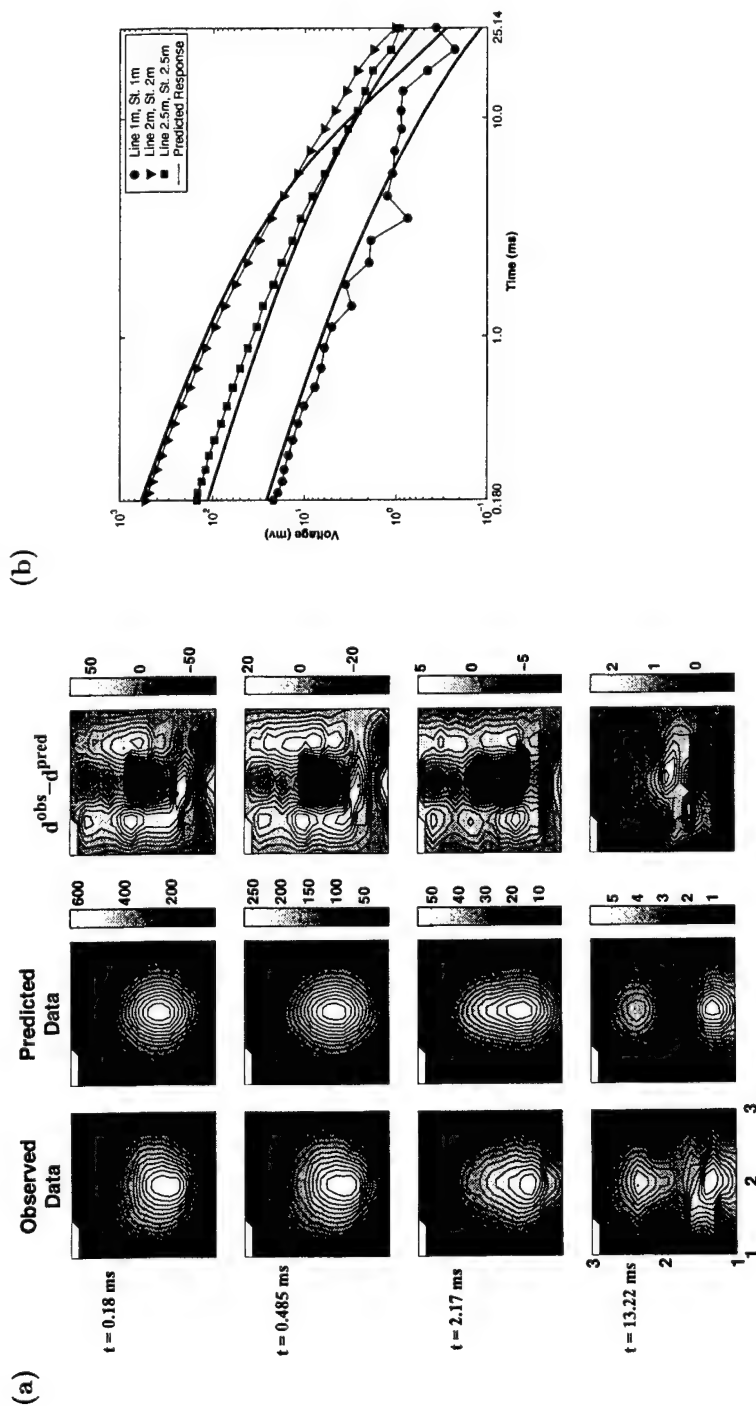 (a)
Observed
Data
Predicted
Data
d^obs–d^pred
t = 0.18 ms
600
400
200
50
0
-50
t = 0.485 ms
250
200
150
100
50
20
0
-20
t = 2.17 ms
50
40
30
20
10
5
0
-5
t = 13.22 ms
3
2
1
1
2
3
5
4
3
2
1
2
1
0
(b)
Line 1m, St. 1m
Line 2m, St. 2m
Line 2.5m, St. 2.5m
Predicted Response
Voltage (mv)
10^3
10^2
10^1
10^0
10^-1
0.180
1.0
10.0
25.14
Time (ms)